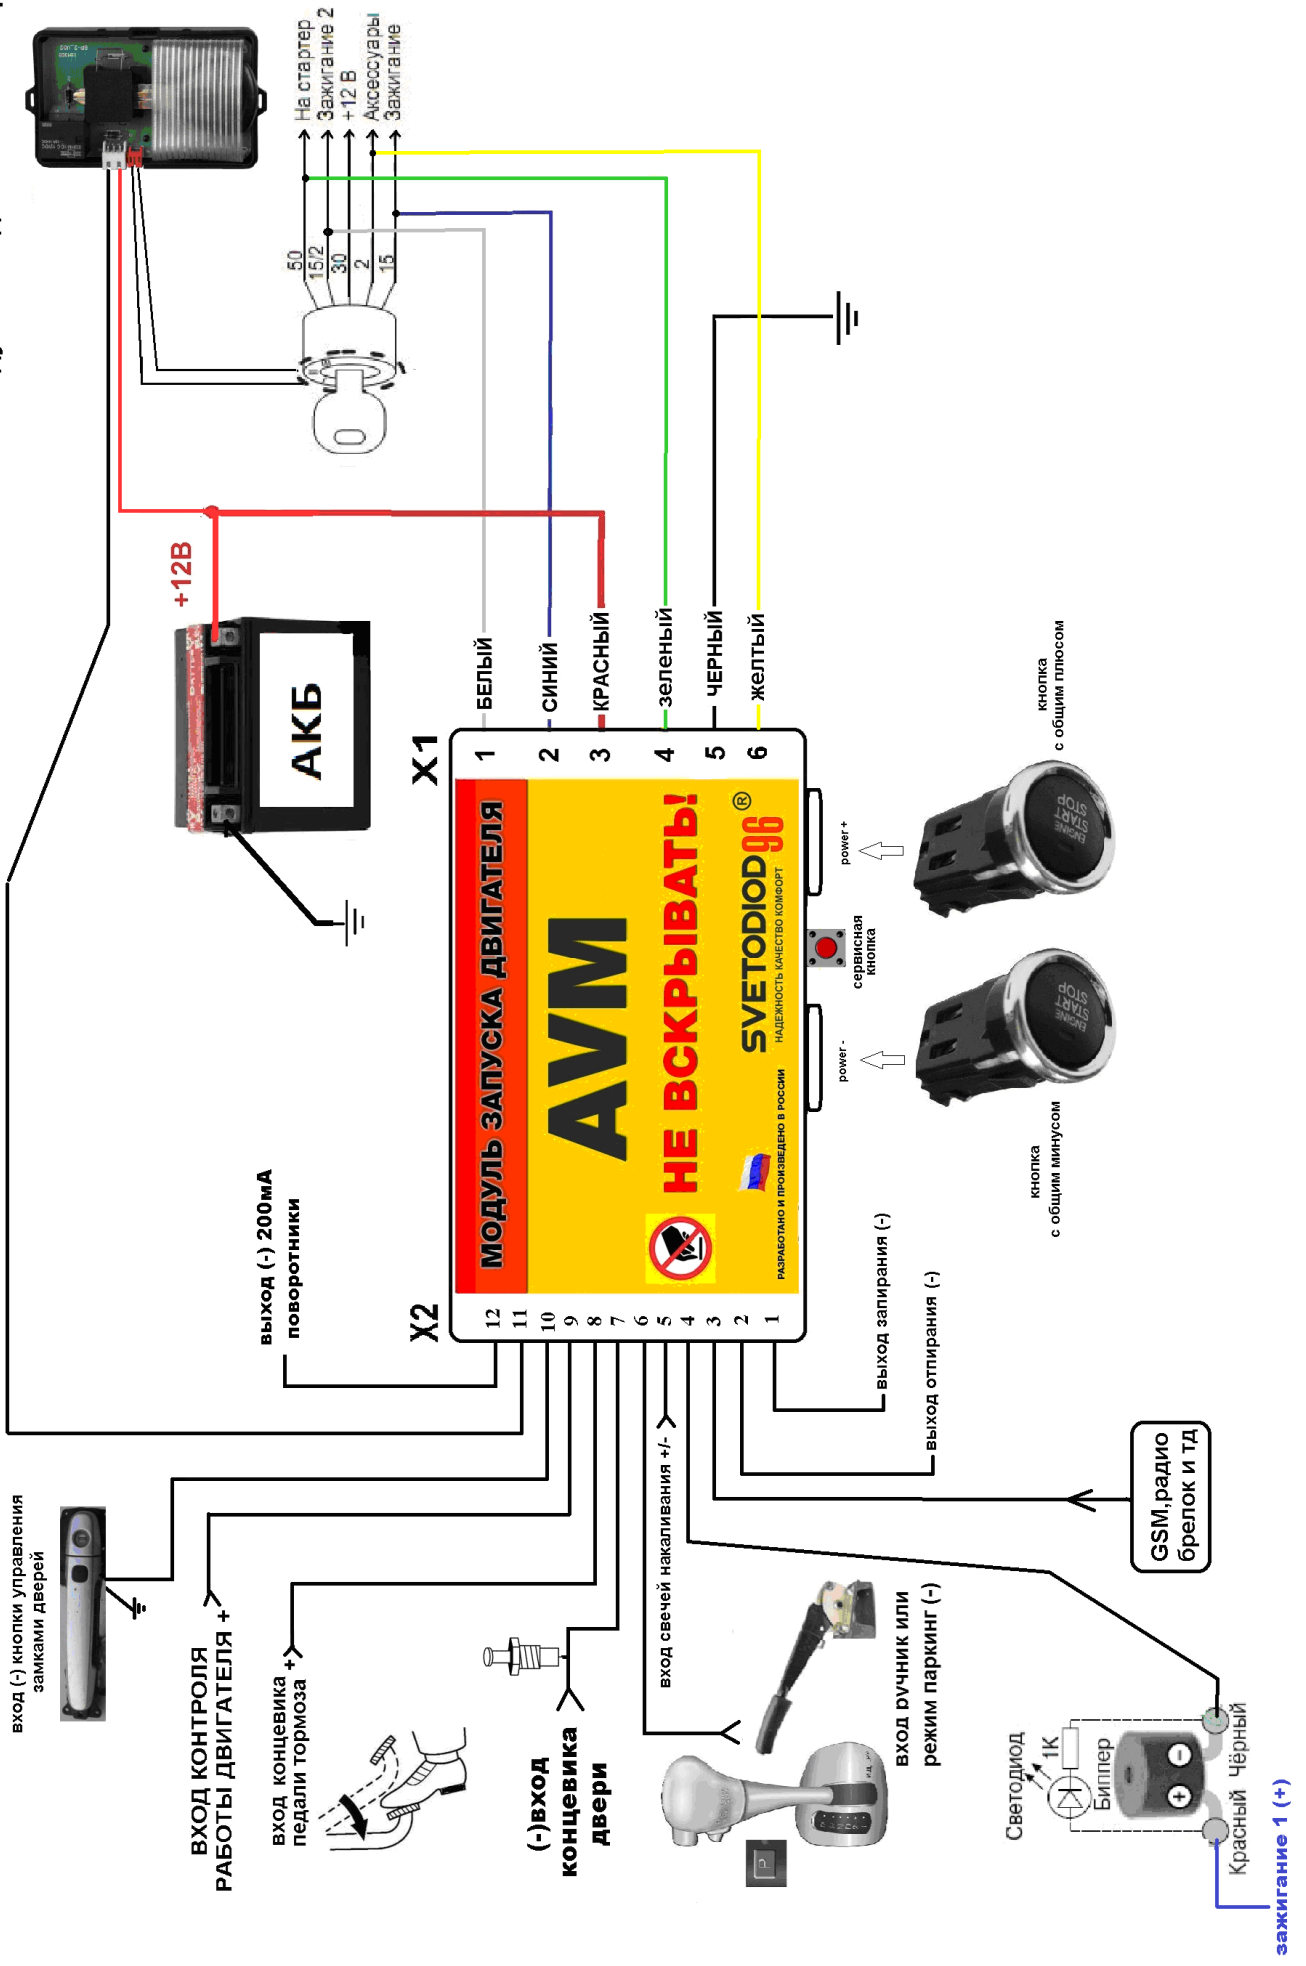 вход (-) кнопки управления
замками дверей
ВХОД КОНТРОЛЯ
РАБОТЫ ДВИГАТЕЛЯ +
вход концевика +
педали тормоза
(-)вход
концевика
двери
P
вход ручник или
режим паркинг (-)
Светодиод
1K
Биппер
+
-
Красный
Чёрный
зажигание 1 (+)
выход (-) 200мА
поворотники
вход свечей накаливания +/-
GSM,радио
брелок и тд
выход отпирания (-)
выход запирания (-)
X2
12
11
10
9
8
7
6
5
4
3
2
1
МОДУЛЬ ЗАПУСКА ДВИГАТЕЛЯ
AVM
НЕ ВСКРЫВАТЬ!
SVETODIOD96 ®
НАДЕЖНОСТЬ КАЧЕСТВО КОМФОРТ
РАЗРАБОТАНО И ПРОИЗВЕДЕНО В РОССИИ
X1
1
2
3
4
5
6
БЕЛЫЙ
СИНИЙ
КРАСНЫЙ
зеленый
ЧЕРНЫЙ
желтый
power -
сервисная
кнопка
power +
ENGINE
START
STOP
кнопка
с общим минусом
ENGINE
START
STOP
кнопка
с общим плюсом
АКБ
+12В
50
15/2
30
2
15
На стартер
Зажигание 2
+12 В
Аксессуары
Зажигание